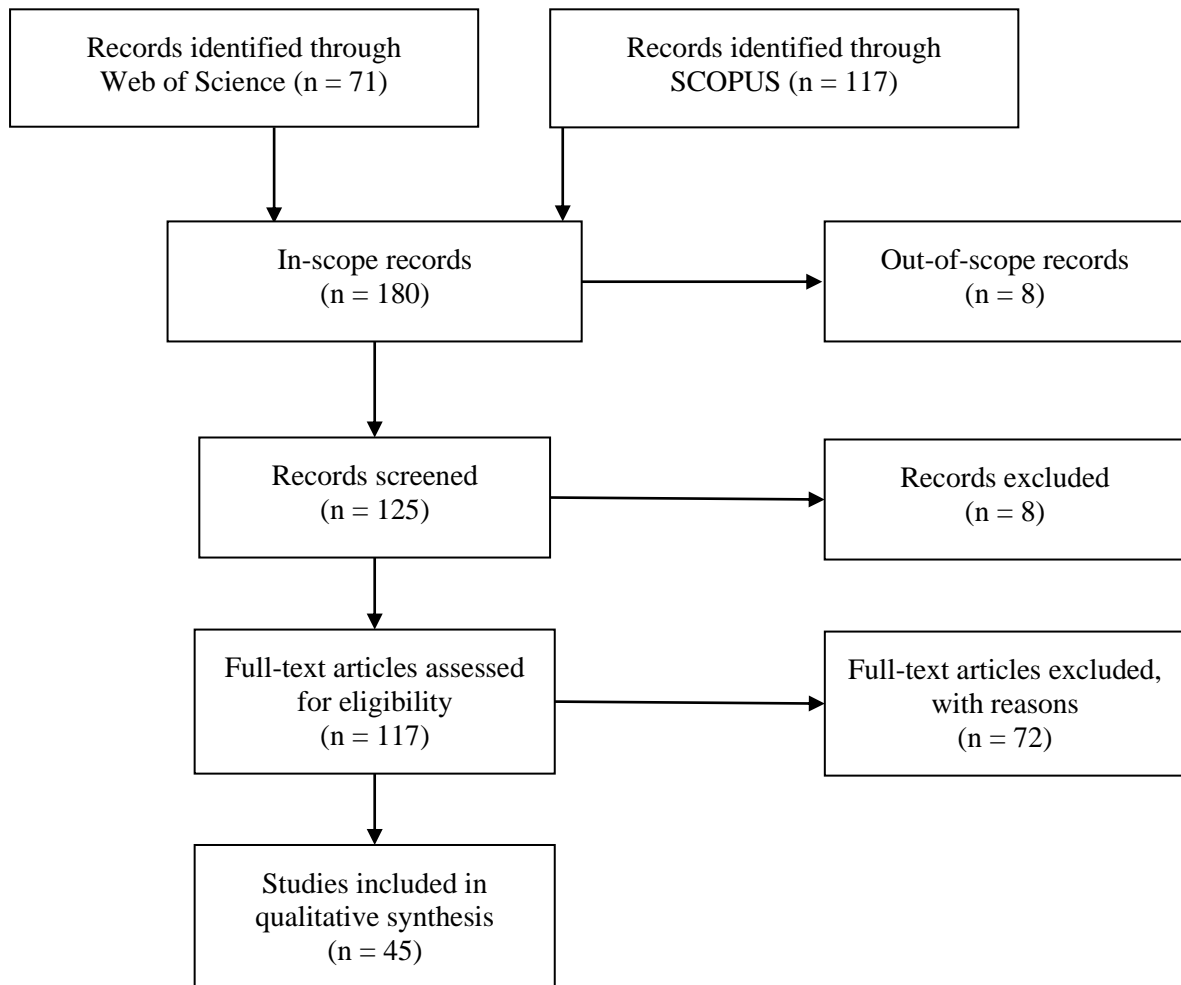 Records identified through
Web of Science (n = 71)
Records identified through
SCOPUS (n = 117)
In-scope records
(n = 180)
Out-of-scope records
(n = 8)
Records screened
(n = 125)
Records excluded
(n = 8)
Full-text articles assessed
for eligibility
(n = 117)
Full-text articles excluded,
with reasons
(n = 72)
Studies included in
qualitative synthesis
(n = 45)